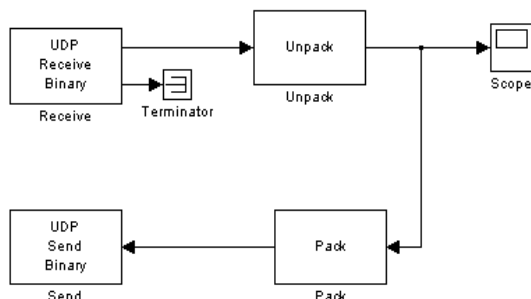 UDP
Receive
Binary
Receive
Terminator
Unpack
Unpack
Scope
UDP
Send
Binary
Send
Pack
Pack